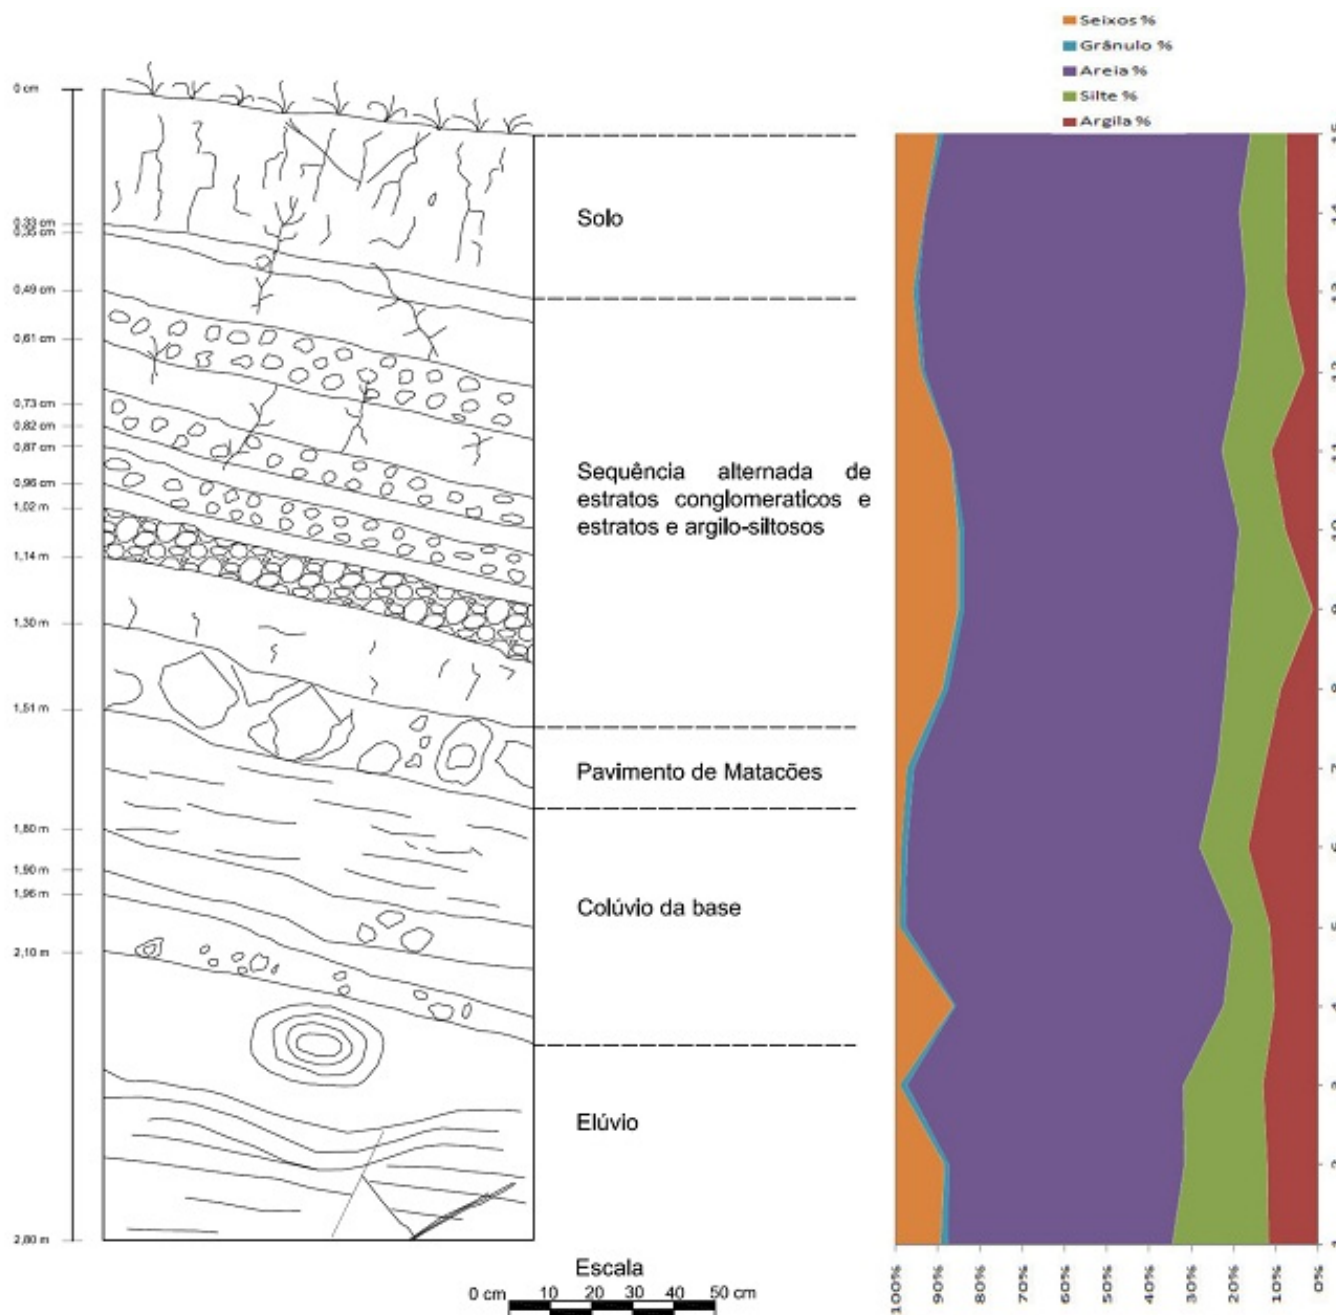 Seixos %
Grânulo %
Areia %
Silte %
Argila %
0 cm
0,33 cm
0,35 cm
0,49 cm
0,61 cm
0,73 cm
0,82 cm
0,87 cm
0,96 cm
1,02 m
1,14 m
1,30 m
1,51 m
1,80 m
1,90 m
1,96 m
2,10 m
2,80 m
Solo
Sequência alternada de
estratos conglomeraticos e
estratos e argilo-siltosos
Pavimento de Matacões
Colúvio da base
Elúvio
Escala
0 cm 10 20 30 40 50 cm
100% 90% 80% 70% 60% 50% 40% 30% 20% 10% 0%